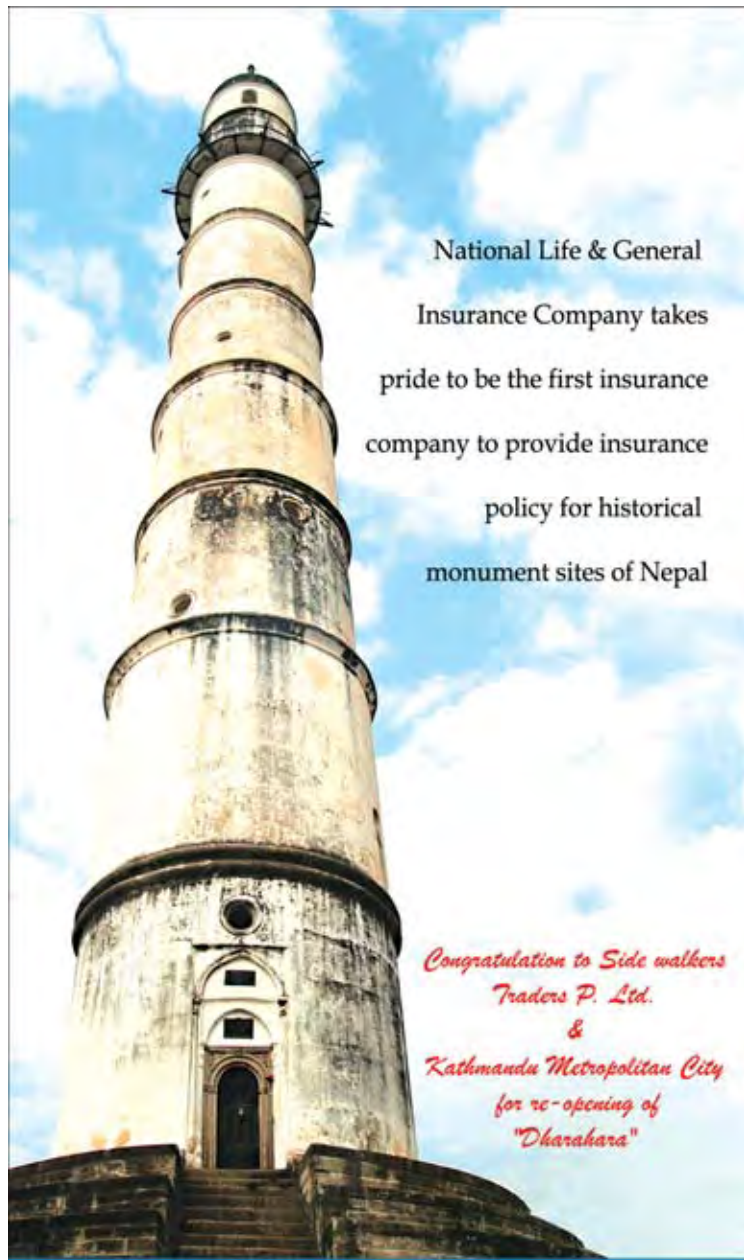 National Life & General
Insurance Company takes
pride to be the first insurance
company to provide insurance
policy for historical
monument sites of Nepal
Congratulation to Side walkers
Traders P. Ltd.
&
Kathmandu Metropolitan City
for re-opening of
"Dharahara"